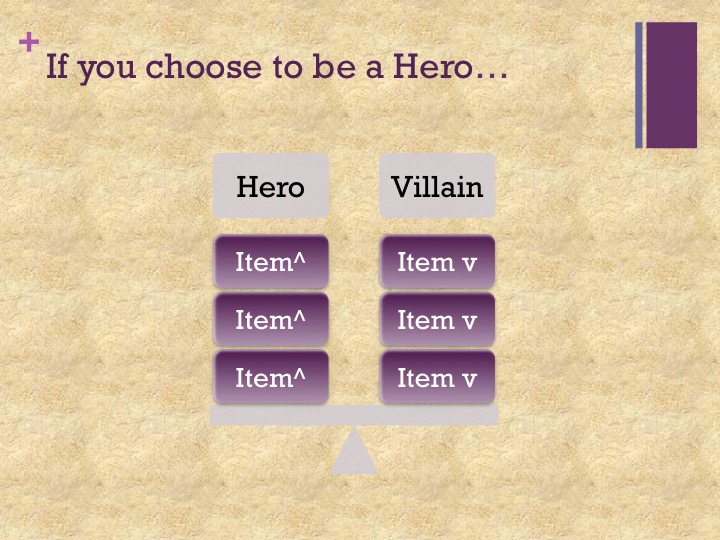 +
If you choose to be a Hero…
Hero
Villain
Item^
Item v
Item^
Item v
Item^
Item v